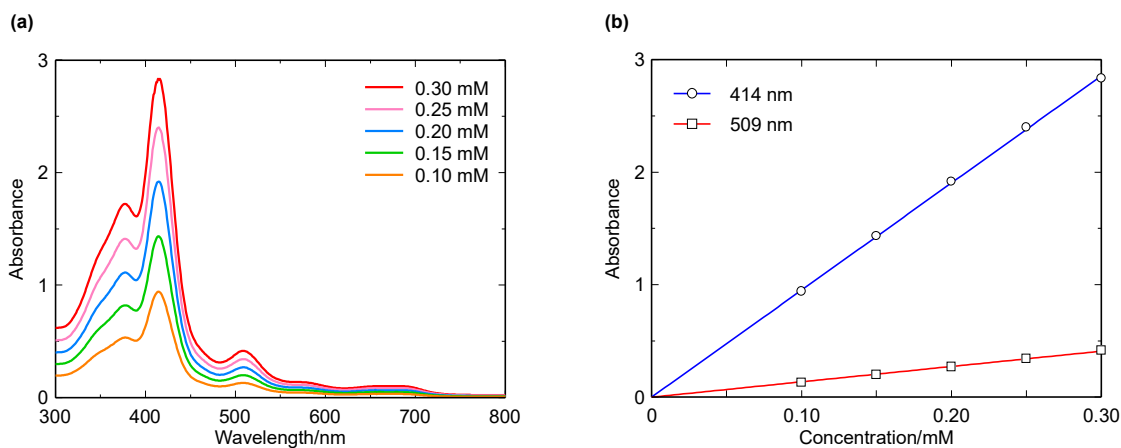 (a)
3
2
1
0
Absorbance
300
400
500
600
700
800
Wavelength/nm
0.30 mM
0.25 mM
0.20 mM
0.15 mM
0.10 mM
(b)
3
2
1
0
Absorbance
0
0.10
0.20
0.30
Concentration/mM
414 nm
509 nm